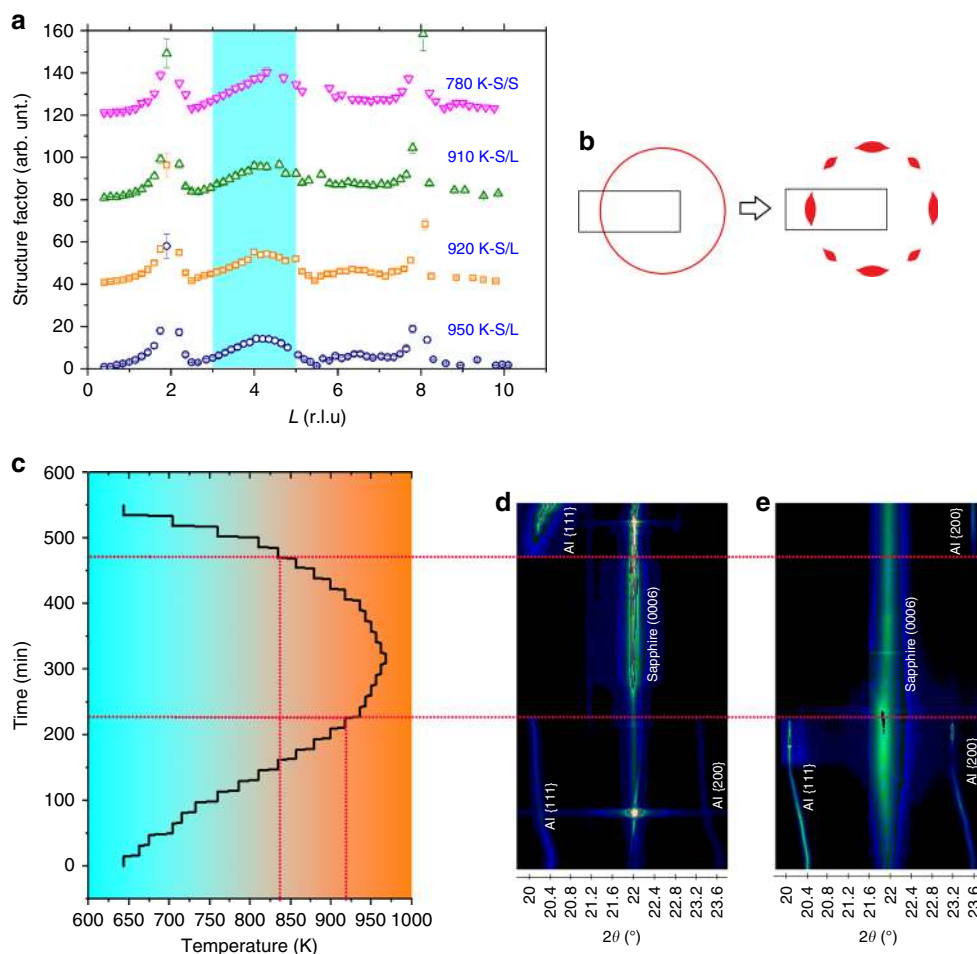 a
160
140
120
100
80
60
40
20
0
Structure factor (arb. unt.)
780 K-S/S
910 K-S/L
920 K-S/L
950 K-S/L
0 2 4 6 8 10
L (r.l.u)
b
c
600
500
400
300
200
100
0
Time (min)
600 650 700 750 800 850 900 950 1000
Temperature (K)
d
Al {111}
Sapphire (0006)
Al {111}
Al {200}
20 20.4 20.8 21.2 21.6 22 22.4 22.8 23.2 23.6
2θ (°)
e
Al {200}
Sapphire (0006)
Al {111}
Al {200}
20 20.4 20.8 21.2 21.6 22 22.4 22.8 23.2 23.6
2θ (°)